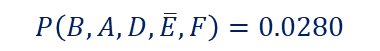 P(B, A, D, E̅, F) = 0.0280